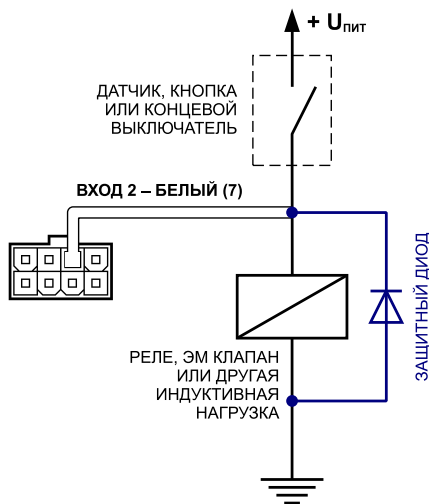 + Uпит
ДАТЧИК, КНОПКА
ИЛИ КОНЦЕВОЙ
ВЫКЛЮЧАТЕЛЬ
ВХОД 2 – БЕЛЫЙ (7)
ЗАЩИТНЫЙ ДИОД
РЕЛЕ, ЭМ КЛАПАН
ИЛИ ДРУГАЯ
ИНДУКТИВНАЯ
НАГРУЗКА